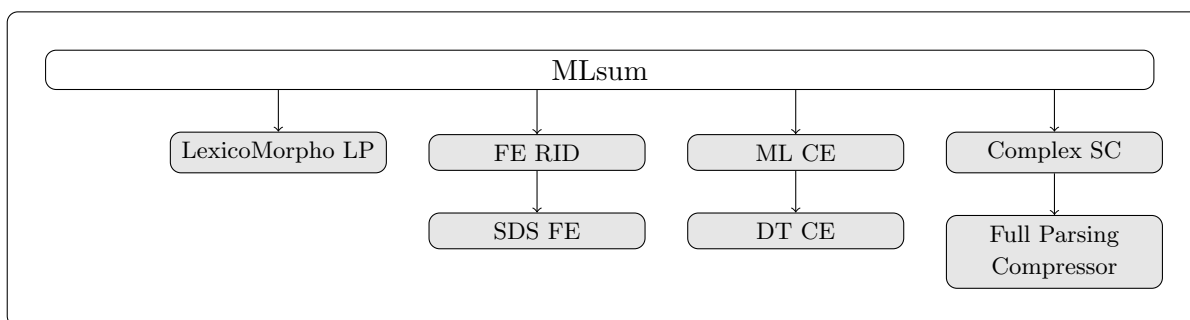 MLsum
LexicoMorpho LP
FE RID
ML CE
Complex SC
SDS FE
DT CE
Full Parsing
Compressor